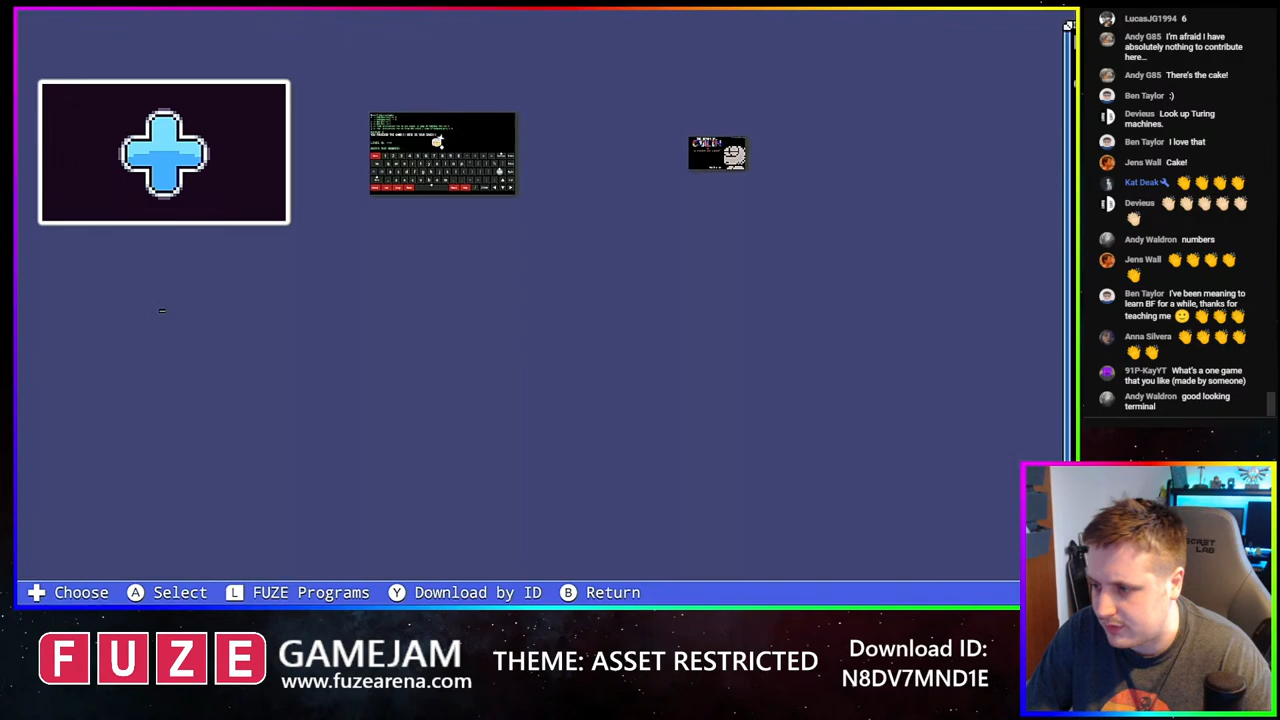 LucasJG1994 6
Andy G85 I'm afraid I have
absolutely nothing to contribute
here...
Andy G85 There's the cake!
Ben Taylor :)
Devieus Look up Turing
machines.
Ben Taylor I love that
Jens Wall Cake!
Kat Deak
Devieus
Andy Waldron numbers
Jens Wall
Ben Taylor I've been meaning to
learn BF for a while, thanks for
teaching me
Anna Silvera
91P-KayYT What's a one game
that you like (made by someone)
Andy Waldron good looking
terminal
Choose A Select L FUZE Programs Y Download by ID B Return
SECRET
LAB
FUZE GAMEJAM
www.fuzearena.com
THEME: ASSET RESTRICTED
Download ID:
N8DV7MND1E